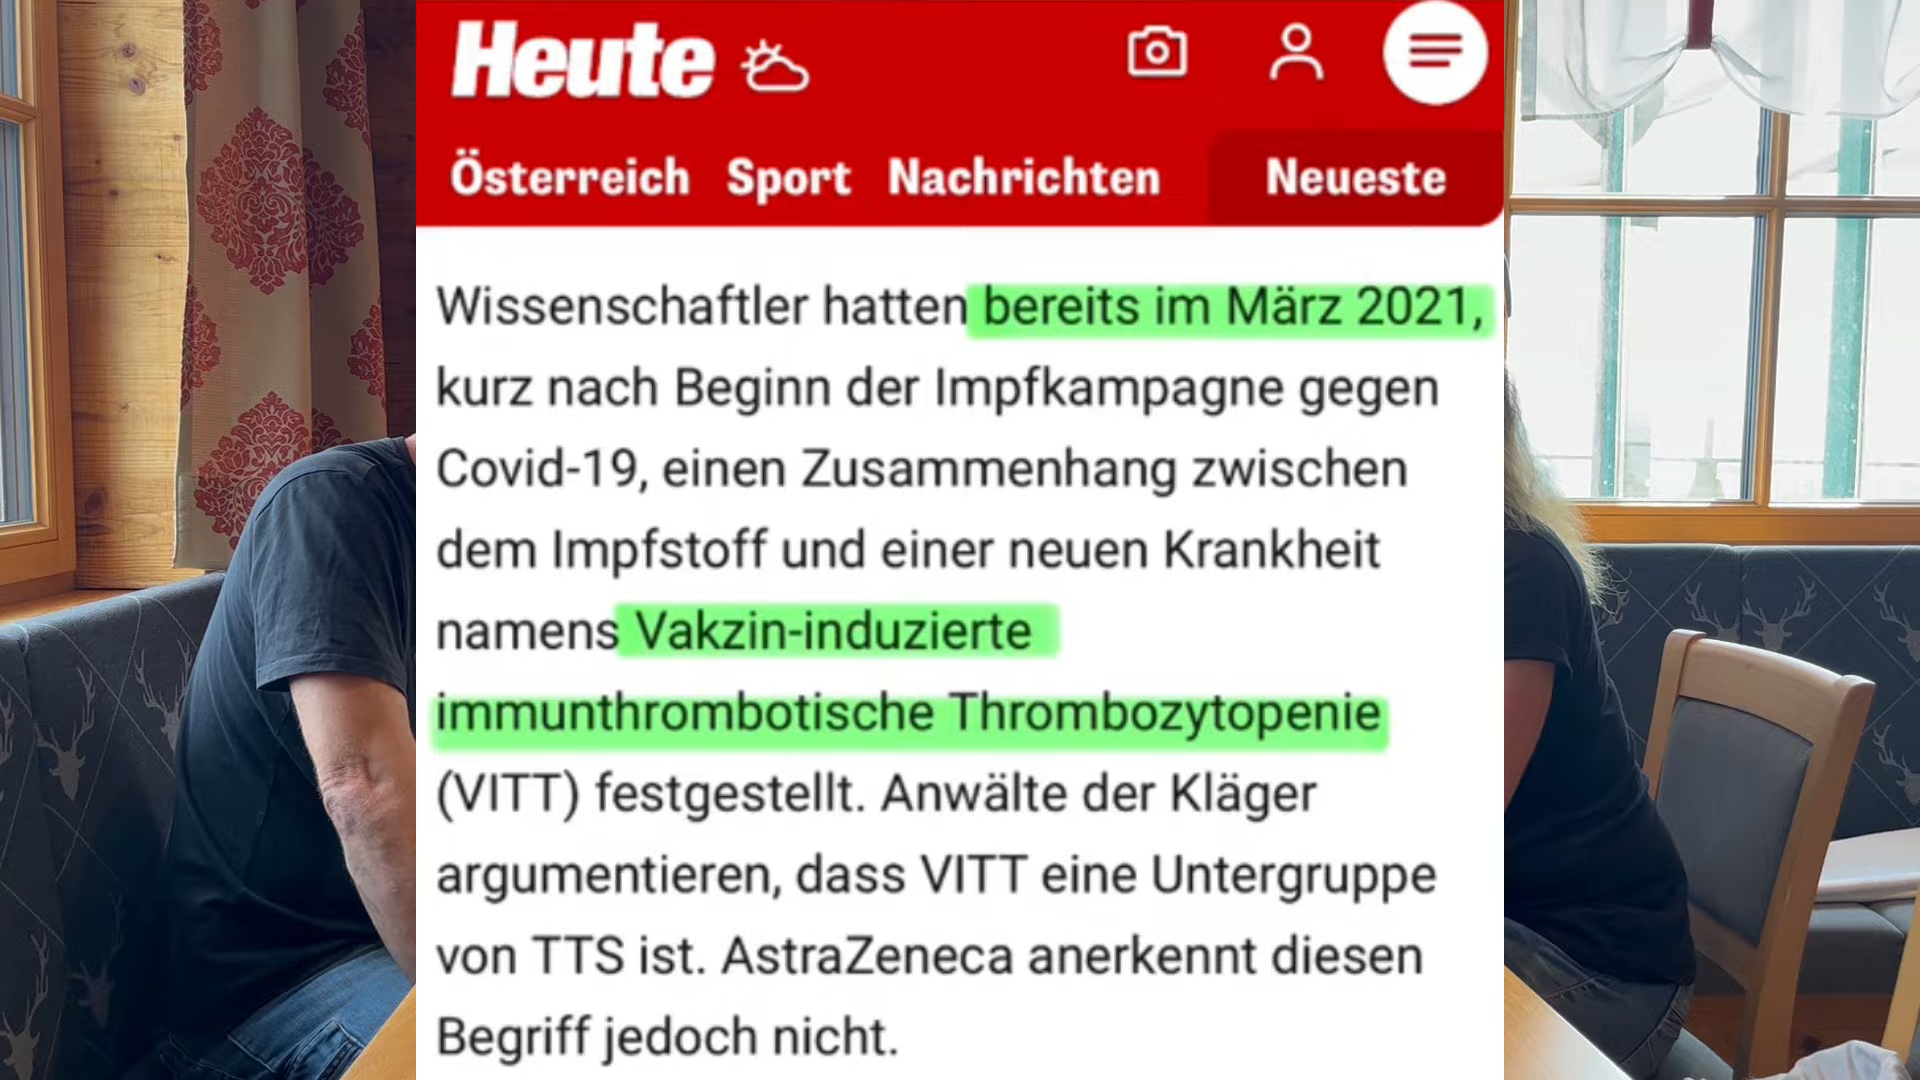 Heute
Österreich Sport Nachrichten Neueste
Wissenschaftler hatten bereits im März 2021,
kurz nach Beginn der Impfkampagne gegen
Covid-19, einen Zusammenhang zwischen
dem Impfstoff und einer neuen Krankheit
namens Vakzin-induzierte
immunthrombotische Thrombozytopenie
(VITT) festgestellt. Anwälte der Kläger
argumentieren, dass VITT eine Untergruppe
von TTS ist. AstraZeneca anerkennt diesen
Begriff jedoch nicht.